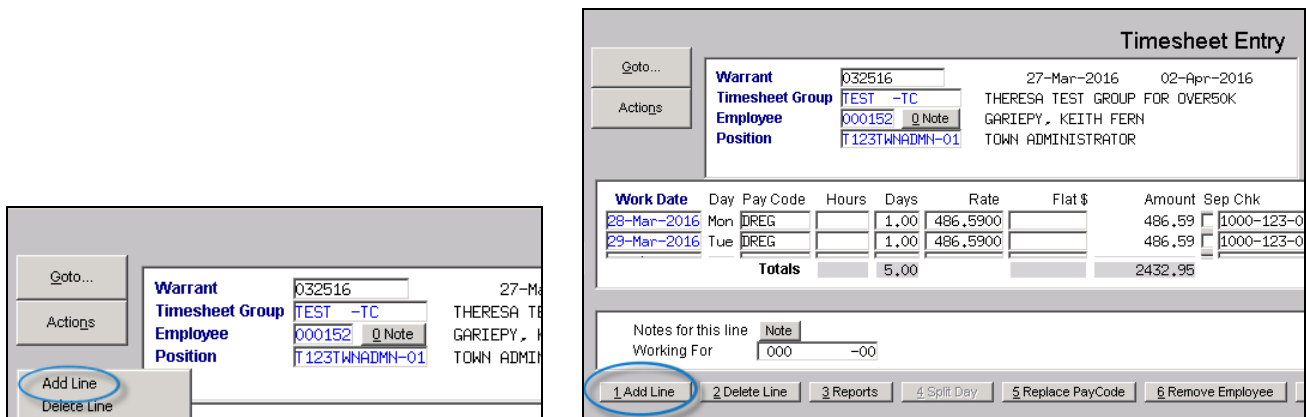 Goto...
Actions
Warrant 032516 27-Ma
Timesheet Group TEST -TC THERESA TE
Employee 000152 0 Note GARIEPY, K
Position T123TWNADMN-01 TOWN ADMIN
Add Line
Delete Line
Timesheet Entry
Goto...
Actions
Warrant 032516 27-Mar-2016 02-Apr-2016
Timesheet Group TEST -TC THERESA TEST GROUP FOR OVER50K
Employee 000152 0 Note GARIEPY, KEITH FERN
Position T123TWNADMN-01 TOWN ADMINISTRATOR
Work Date Day Pay Code Hours Days Rate Flat $ Amount Sep Chk
28-Mar-2016 Mon DREG 1.00 486.5900 486.59 1000-123-0
29-Mar-2016 Tue DREG 1.00 486.5900 486.59 1000-123-0
Totals 5.00 2432.95
Notes for this line Note
Working For 000 -00
1 Add Line 2 Delete Line 3 Reports 4 Split Day 5 Replace PayCode 6 Remove Employee